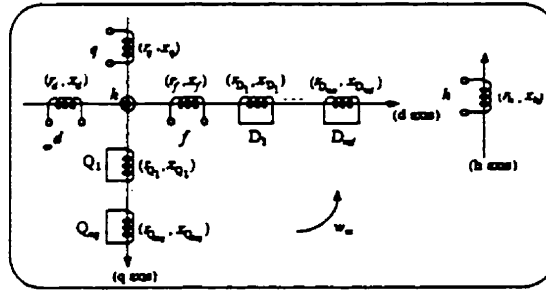 q
(r_q, x_q)
(r_d, x_d)
h
(r_f, x_f)
(r_D1, x_D1)
...
(r_Dnd, x_Dnd)
h
(r_h, x_h)
d
f
D_1
D_nd
(d axis)
(h axis)
Q_1
(r_Q1, x_Q1)
Q_nq
(r_Qnq, x_Qnq)
w_m
(q axis)